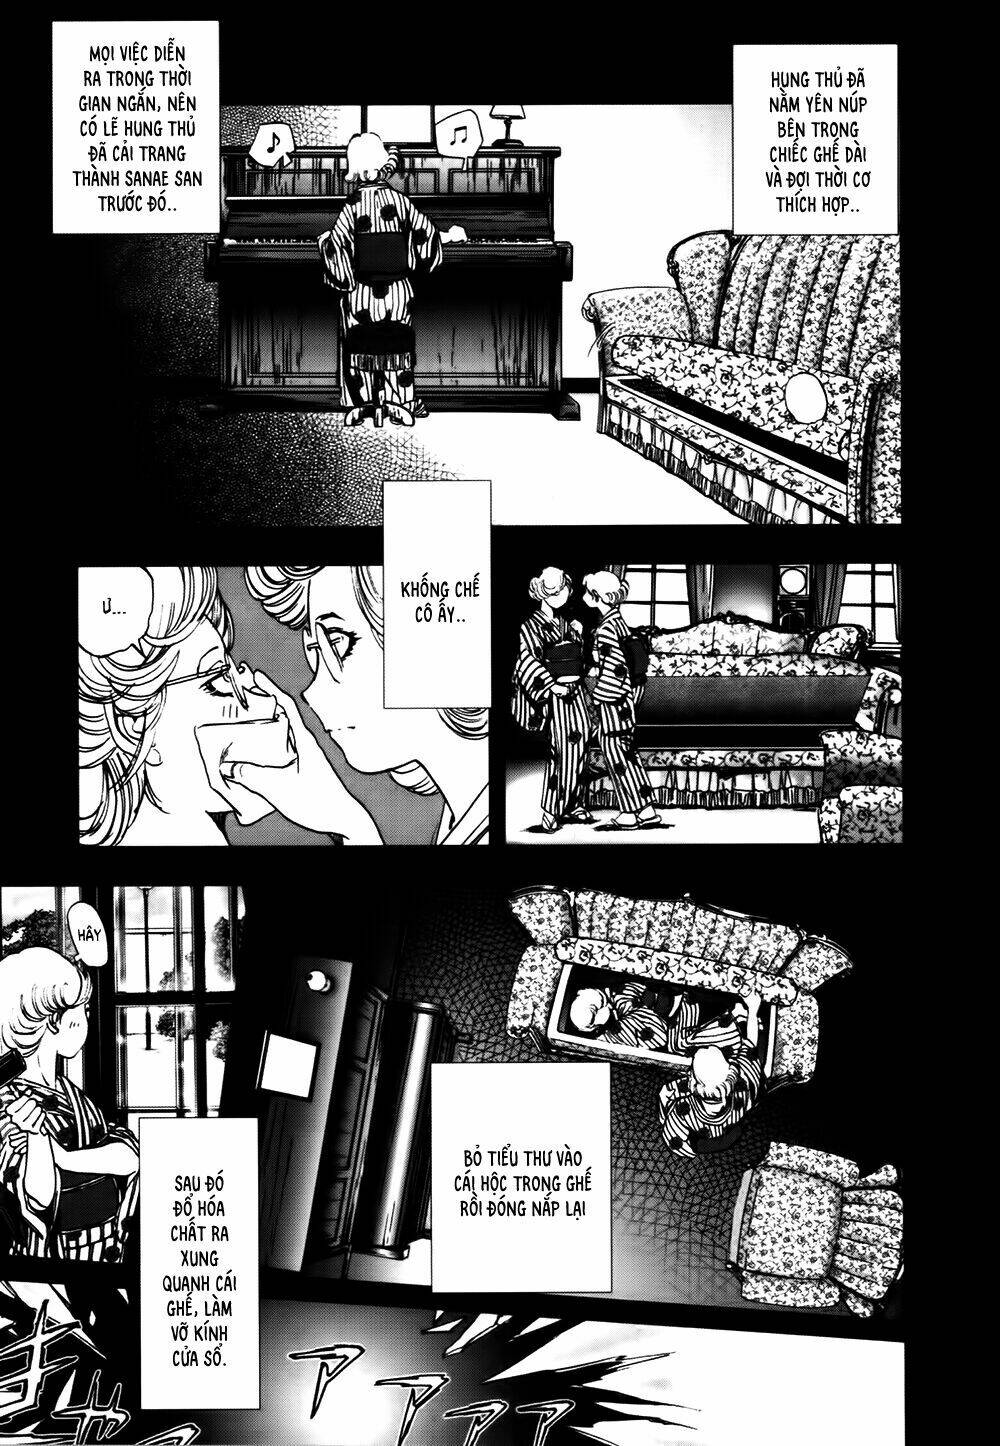 HUNG THỦ ĐÃ
NẰM YÊN NÚP
BÊN TRONG
CHIẾC GHẾ DÀI
VÀ ĐỢI THỜI CƠ
THÍCH HỢP..
MỌI VIỆC DIỄN
RA TRONG THỜI
GIAN NGẮN, NÊN
CÓ LẼ HUNG THỦ
ĐÃ CẢI TRANG
THÀNH SANAE SAN
TRƯỚC ĐÓ..
KHỐNG CHẾ
CÔ ẤY..
Ư...
BỎ TIỂU THƯ VÀO
CÁI HỘC TRONG GHẾ
RỒI ĐÓNG NẮP LẠI
HÂY
SAU ĐÓ
ĐỔ HÓA
CHẤT RA
XUNG
QUANH CÁI
GHẾ, LÀM
VỠ KÍNH
CỬA SỔ.
アアア